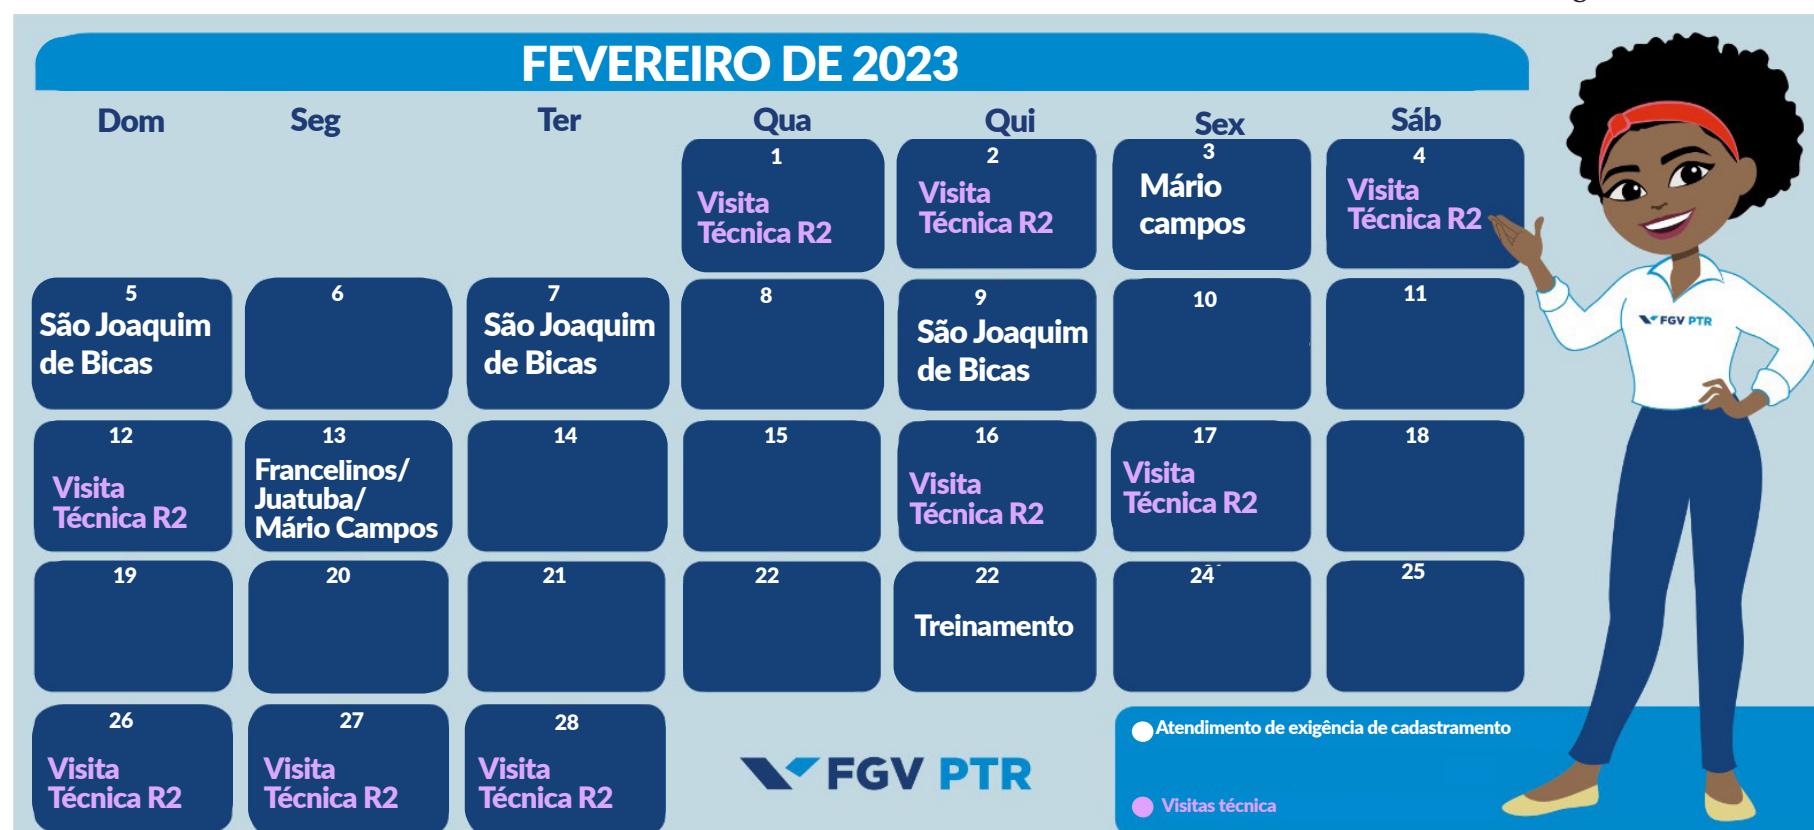 FEVEREIRO DE 2023
Dom Seg Ter Qua Qui Sex Sáb
1
Visita
Técnica R2
2
Visita
Técnica R2
3
Mário
campos
4
Visita
Técnica R2
5
São Joaquim
de Bicas
6
7
São Joaquim
de Bicas
8
9
São Joaquim
de Bicas
10
11
12
Visita
Técnica R2
13
Francelinos/
Juatuba/
Mário Campos
14
15
16
Visita
Técnica R2
17
Visita
Técnica R2
18
19
20
21
22
22
Treinamento
24
25
26
Visita
Técnica R2
27
Visita
Técnica R2
28
Visita
Técnica R2
FGV PTR
Atendimento de exigência de cadastramento
Visitas técnica
FGV PTR